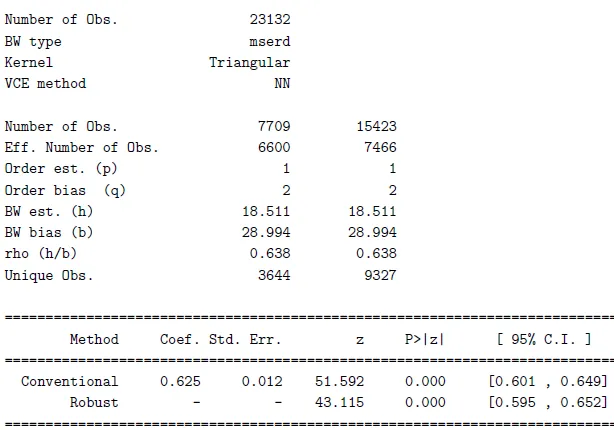 Number of Obs. 23132
BW type mserd
Kernel Triangular
VCE method NN
Number of Obs. 7709 15423
Eff. Number of Obs. 6600 7466
Order est. (p) 1 1
Order bias (q) 2 2
BW est. (h) 18.511 18.511
BW bias (b) 28.994 28.994
rho (h/b) 0.638 0.638
Unique Obs. 3644 9327
=============================================================================
Method Coef. Std. Err. z P>|z| [ 95% C.I. ]
=============================================================================
Conventional 0.625 0.012 51.592 0.000 [0.601 , 0.649]
Robust - - 43.115 0.000 [0.595 , 0.652]
=============================================================================